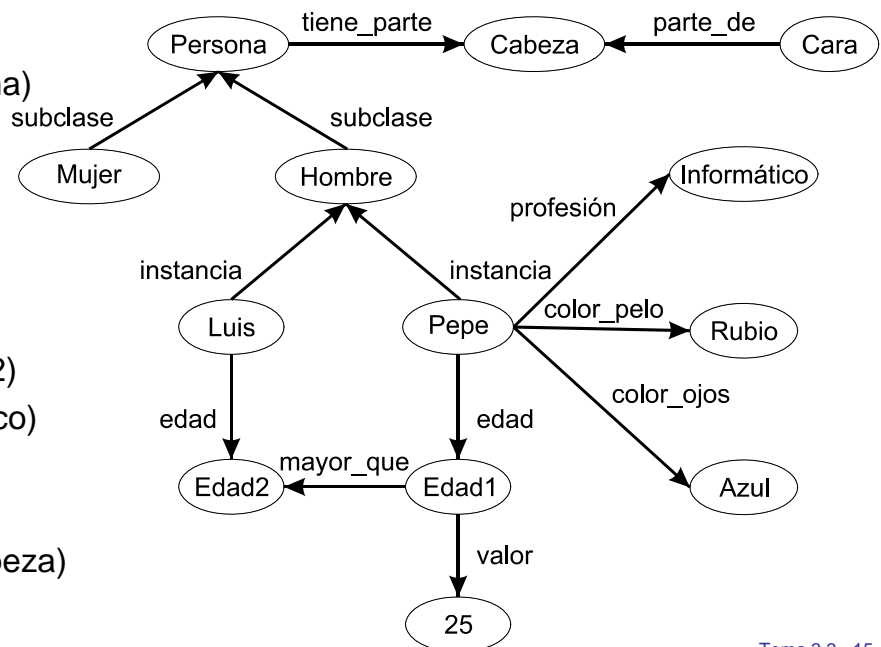 tiene_parte
parte_de
Persona
Cabeza
Cara
na)
subclase
subclase
Mujer
Hombre
Informático
profesión
instancia
instancia
color_pelo
Luis
Pepe
Rubio
2)
color_ojos
co)
edad
edad
mayor_que
Edad2
Edad1
Azul
eza)
valor
25